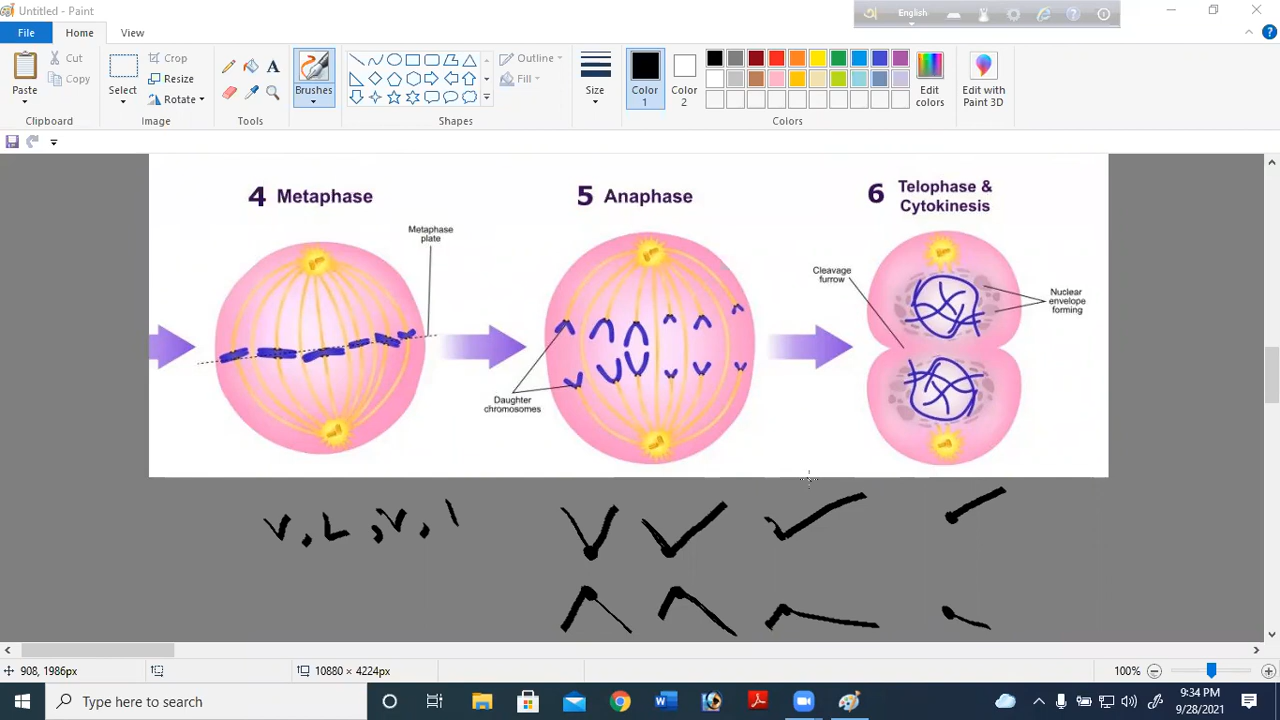 Untitled - Paint
English
File
Home
View
Paste
Cut
Copy
Clipboard
Select
Crop
Resize
Rotate
Image
Tools
Brushes
Shapes
Outline
Fill
Size
Color
1
Color
2
Colors
Edit
colors
Edit with
Paint 3D
4 Metaphase
5 Anaphase
6 Telophase &
Cytokinesis
Metaphase
plate
Cleavage
furrow
Nuclear
envelope
forming
Daughter
chromosomes
V, L, V, I
908, 1986px
10880 × 4224px
100%
Type here to search
9:34 PM
9/28/2021